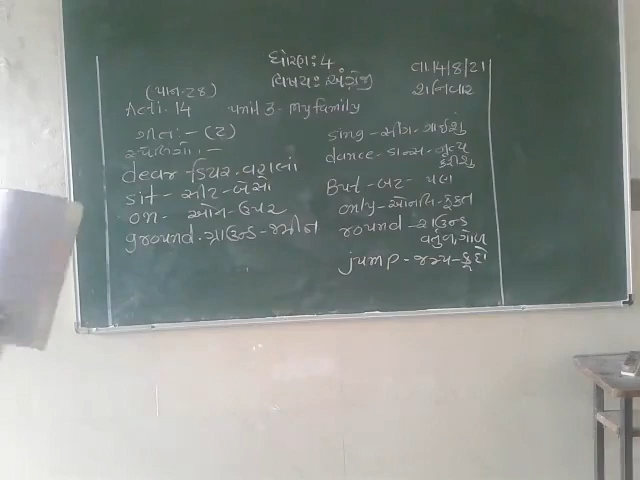 ધોરણ: 4
વિષય: અંગ્રેજી
તા.14/8/21
શનિવાર
(પાન.28)
Acti. 14 Unit 3 - My family
ગીત: - (2)
સ્પેલિંગ: -
dear - ડિયર - વહાલાં
sit - સીટ - બેસો
on - ઓન - ઉપર
ground - ગ્રાઉન્ડ - જમીન
sing - સીંગ - ગાઈશું
dance - ડાન્સ - નૃત્ય કરીશું
But - બટ - પણ
only - ઓનલિ - ફક્ત
round - રાઉન્ડ
વર્તુળ, ગોળ
jump - જમ્પ - કૂદો